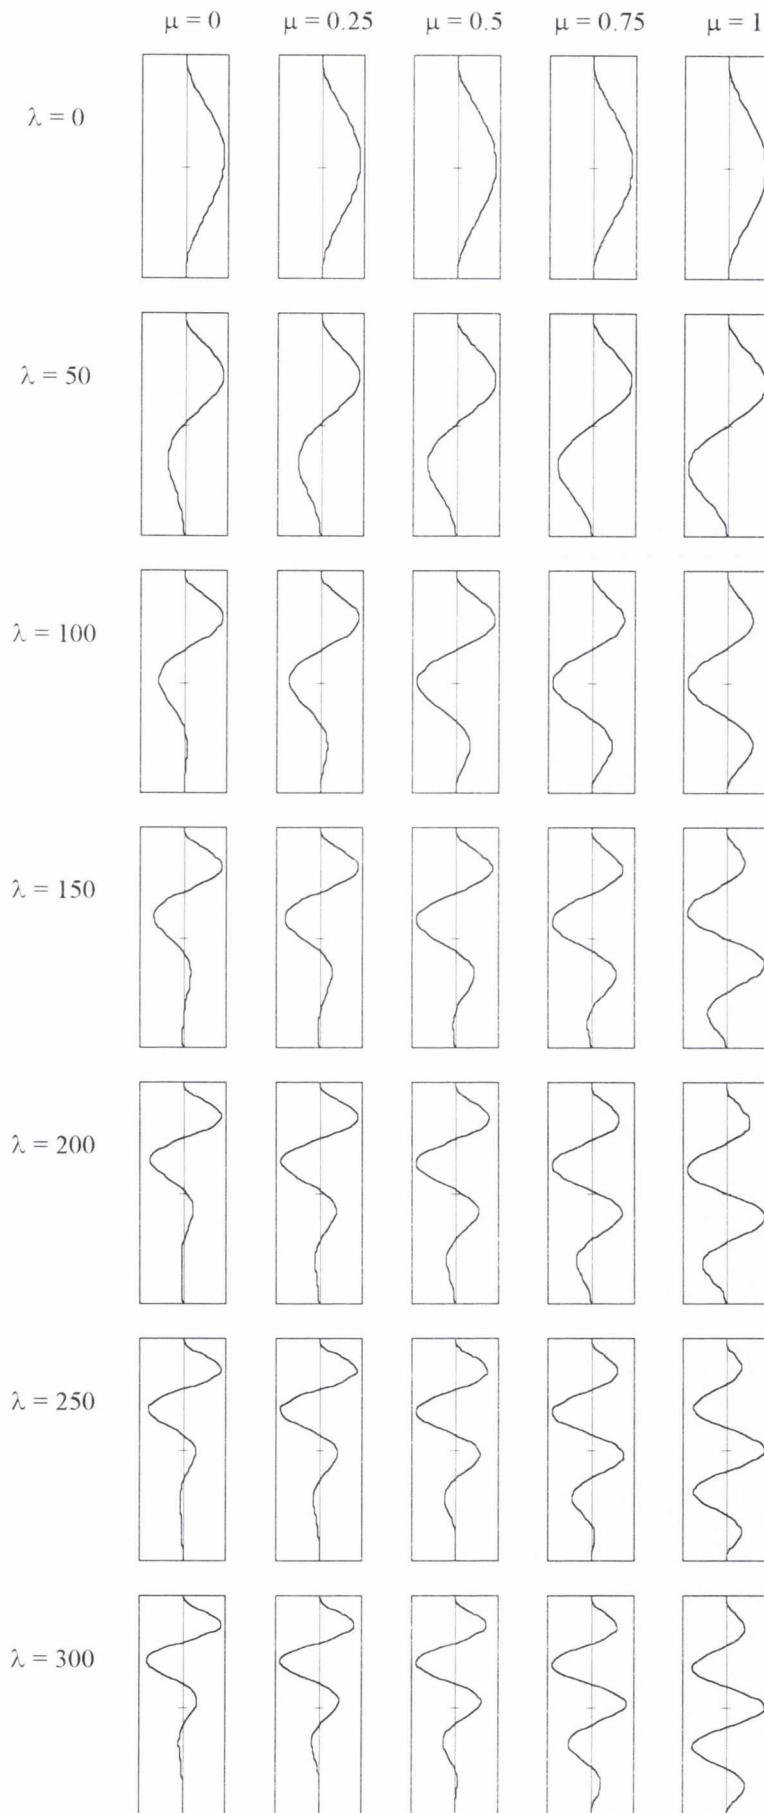 μ = 0 μ = 0.25 μ = 0.5 μ = 0.75 μ = 1
λ = 0
λ = 50
λ = 100
λ = 150
λ = 200
λ = 250
λ = 300